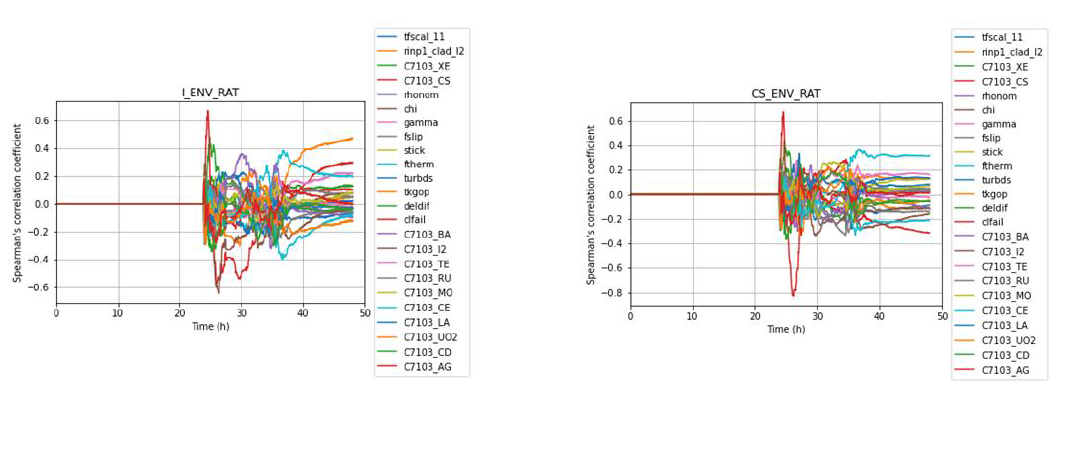 I_ENV_RAT
Spearman's correlation coefficient
0.6
0.4
0.2
0.0
−0.2
−0.4
−0.6
0
10
20
30
40
50
Time (h)
tfscal_11
rinp1_clad_I2
C7103_XE
C7103_CS
rhonom
chi
gamma
fslip
stick
ftherm
turbds
tkgop
deldif
clfail
C7103_BA
C7103_I2
C7103_TE
C7103_RU
C7103_MO
C7103_CE
C7103_LA
C7103_UO2
C7103_CD
C7103_AG
CS_ENV_RAT
Spearman's correlation coefficient
0.6
0.4
0.2
0.0
−0.2
−0.4
−0.6
−0.8
0
10
20
30
40
50
Time (h)
tfscal_11
rinp1_clad_I2
C7103_XE
C7103_CS
rhonom
chi
gamma
fslip
stick
ftherm
turbds
tkgop
deldif
clfail
C7103_BA
C7103_I2
C7103_TE
C7103_RU
C7103_MO
C7103_CE
C7103_LA
C7103_UO2
C7103_CD
C7103_AG